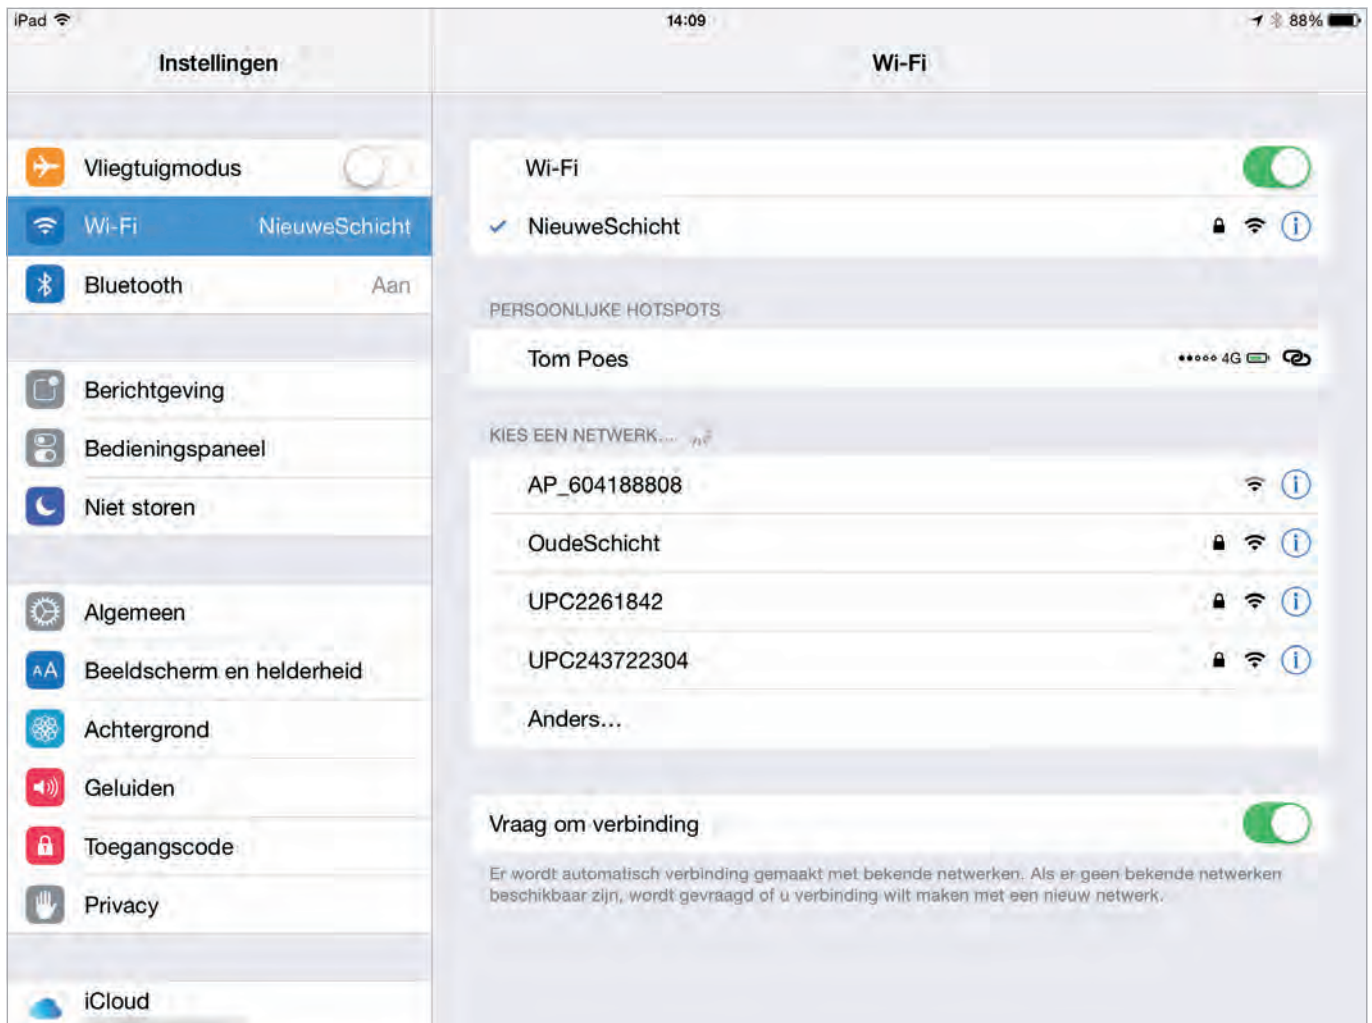 iPad 14:09 88%
Instellingen
Vliegtuigmodus
Wi-Fi NieuweSchicht
Bluetooth Aan
Berichtgeving
Bedieningspaneel
Niet storen
Algemeen
AA Beeldscherm en helderheid
Achtergrond
Geluiden
Toegangscode
Privacy
iCloud
Wi-Fi
Wi-Fi
NieuweSchicht
PERSOONLIJKE HOTSPOTS
Tom Poes 4G
KIES EEN NETWERK...
AP_604188808
OudeSchicht
UPC2261842
UPC243722304
Anders...
Vraag om verbinding
Er wordt automatisch verbinding gemaakt met bekende netwerken. Als er geen bekende netwerken
beschikbaar zijn, wordt gevraagd of u verbinding wilt maken met een nieuw netwerk.